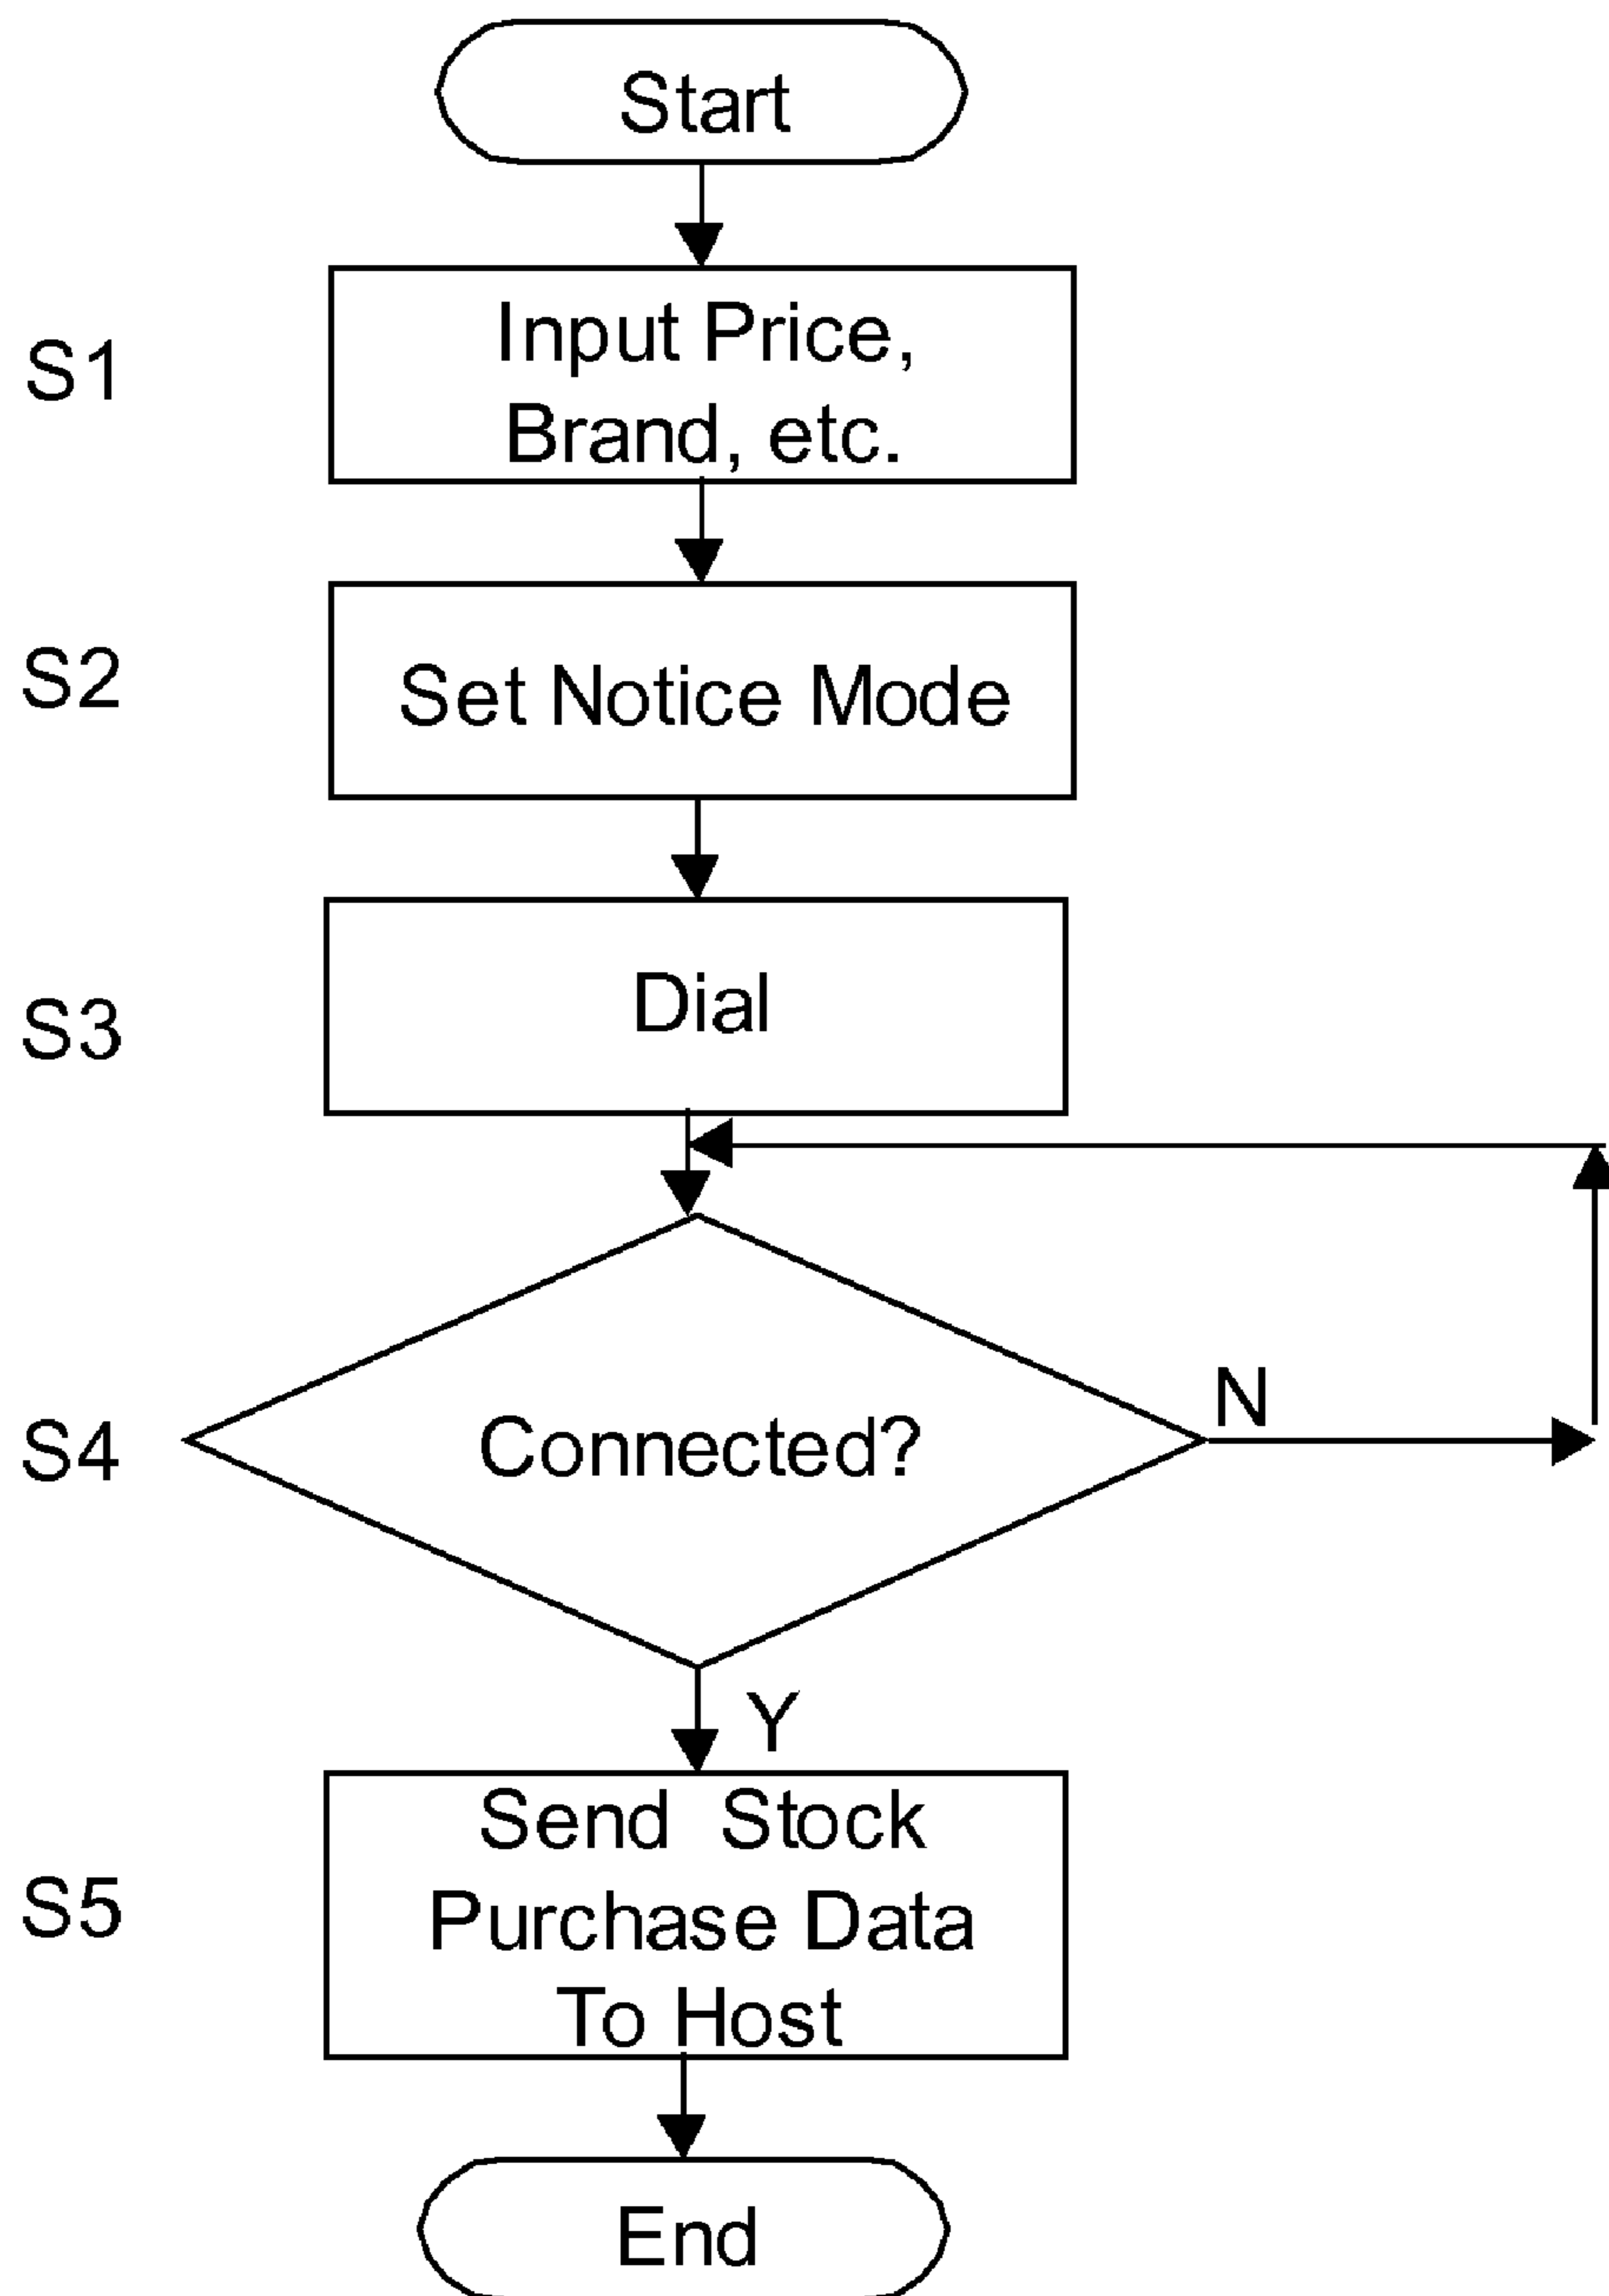 Start
S1
Input Price,
Brand, etc.
S2
Set Notice Mode
S3
Dial
S4
Connected?
N
Y
S5
Send Stock
Purchase Data
To Host
End